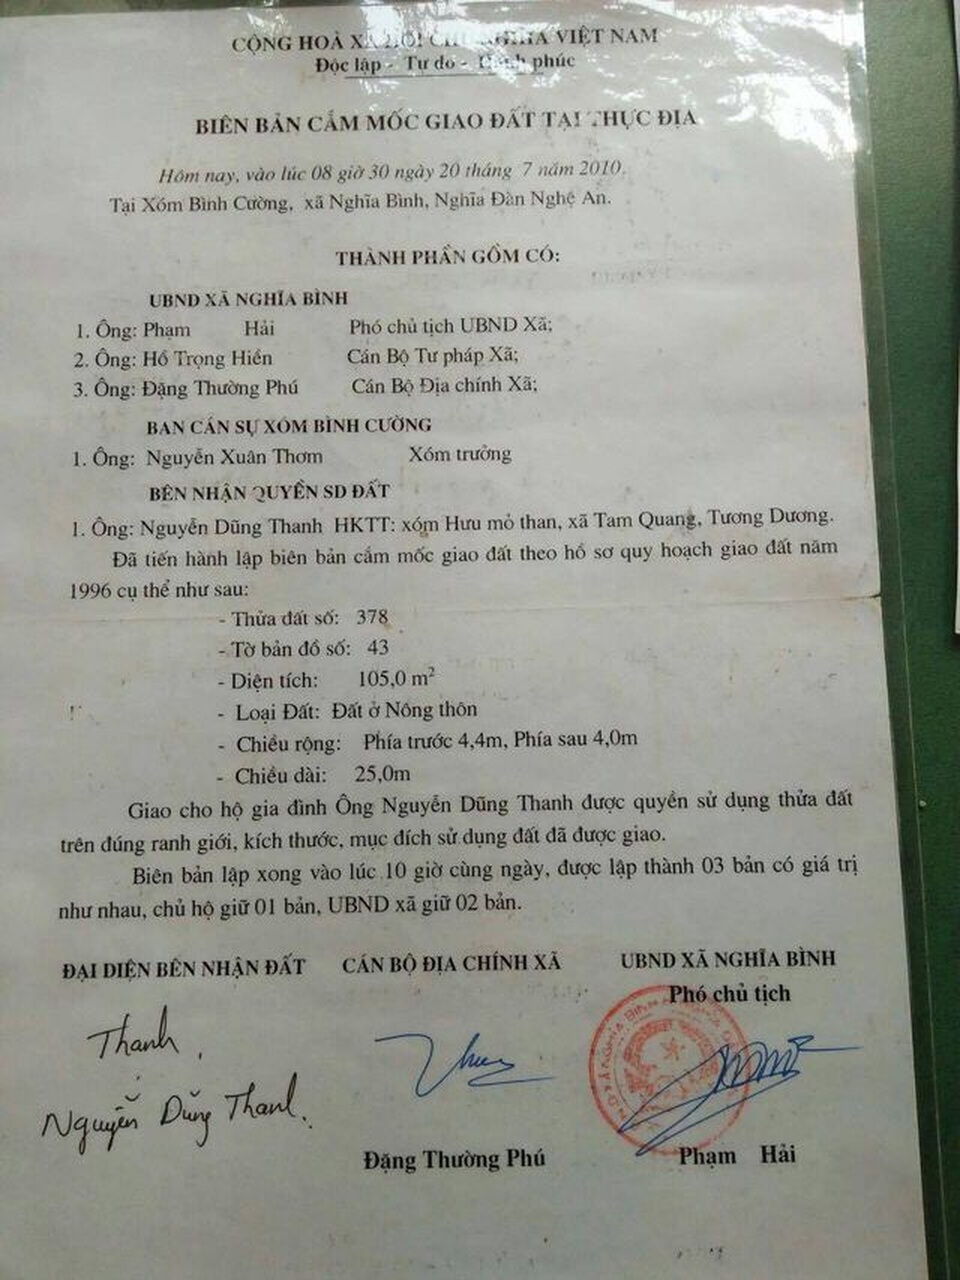 CỘNG HOÀ XÃ HỘI CHỦ NGHĨA VIỆT NAM
Độc lập - Tự do - Hạnh phúc
BIÊN BẢN CẮM MỐC GIAO ĐẤT TẠI THỰC ĐỊA
Hôm nay, vào lúc 08 giờ 30 ngày 20 tháng 7 năm 2010.
Tại Xóm Bình Cường, xã Nghĩa Bình, Nghĩa Đàn Nghệ An.
THÀNH PHẦN GỒM CÓ:
UBND XÃ NGHĨA BÌNH
1. Ông: Phạm Hải Phó chủ tịch UBND Xã;
2. Ông: Hồ Trọng Hiền Cán Bộ Tư pháp Xã;
3. Ông: Đặng Thường Phú Cán Bộ Địa chính Xã;
BAN CÁN SỰ XÓM BÌNH CƯỜNG
1. Ông: Nguyễn Xuân Thơm Xóm trưởng
BÊN NHẬN QUYỀN SD ĐẤT
1. Ông: Nguyễn Dũng Thanh HKTT: xóm Hưu mỏ than, xã Tam Quang, Tương Dương.
Đã tiến hành lập biên bản cắm mốc giao đất theo hồ sơ quy hoạch giao đất năm
1996 cụ thể như sau:
- Thửa đất số: 378
- Tờ bản đồ số: 43
- Diện tích: 105,0 m²
- Loại Đất: Đất ở Nông thôn
- Chiều rộng: Phía trước 4,4m, Phía sau 4,0m
- Chiều dài: 25,0m
Giao cho hộ gia đình Ông Nguyễn Dũng Thanh được quyền sử dụng thửa đất
trên đúng ranh giới, kích thước, mục đích sử dụng đất đã được giao.
Biên bản lập xong vào lúc 10 giờ cùng ngày, được lập thành 03 bản có giá trị
như nhau, chủ hộ giữ 01 bản, UBND xã giữ 02 bản.
ĐẠI DIỆN BÊN NHẬN ĐẤT CÁN BỘ ĐỊA CHÍNH XÃ UBND XÃ NGHĨA BÌNH
Phó chủ tịch
Thanh
Nguyễn Dũng Thanh.
Đặng Thường Phú Phạm Hải